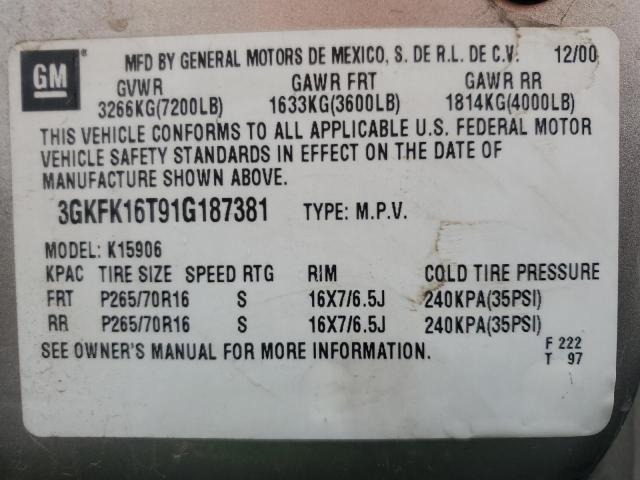 GM ® MFD BY GENERAL MOTORS DE MEXICO, S. DE R.L. DE C.V. 12/00
GVWR GAWR FRT GAWR RR
3266KG(7200LB) 1633KG(3600LB) 1814KG(4000LB)
THIS VEHICLE CONFORMS TO ALL APPLICABLE U.S. FEDERAL MOTOR
VEHICLE SAFETY STANDARDS IN EFFECT ON THE DATE OF
MANUFACTURE SHOWN ABOVE.
3GKFK16T91G187381 TYPE: M.P.V.
MODEL: K15906
KPAC TIRE SIZE SPEED RTG RIM COLD TIRE PRESSURE
FRT P265/70R16 S 16X7/6.5J 240KPA(35PSI)
RR P265/70R16 S 16X7/6.5J 240KPA(35PSI)
SEE OWNER'S MANUAL FOR MORE INFORMATION. F 222
T 97